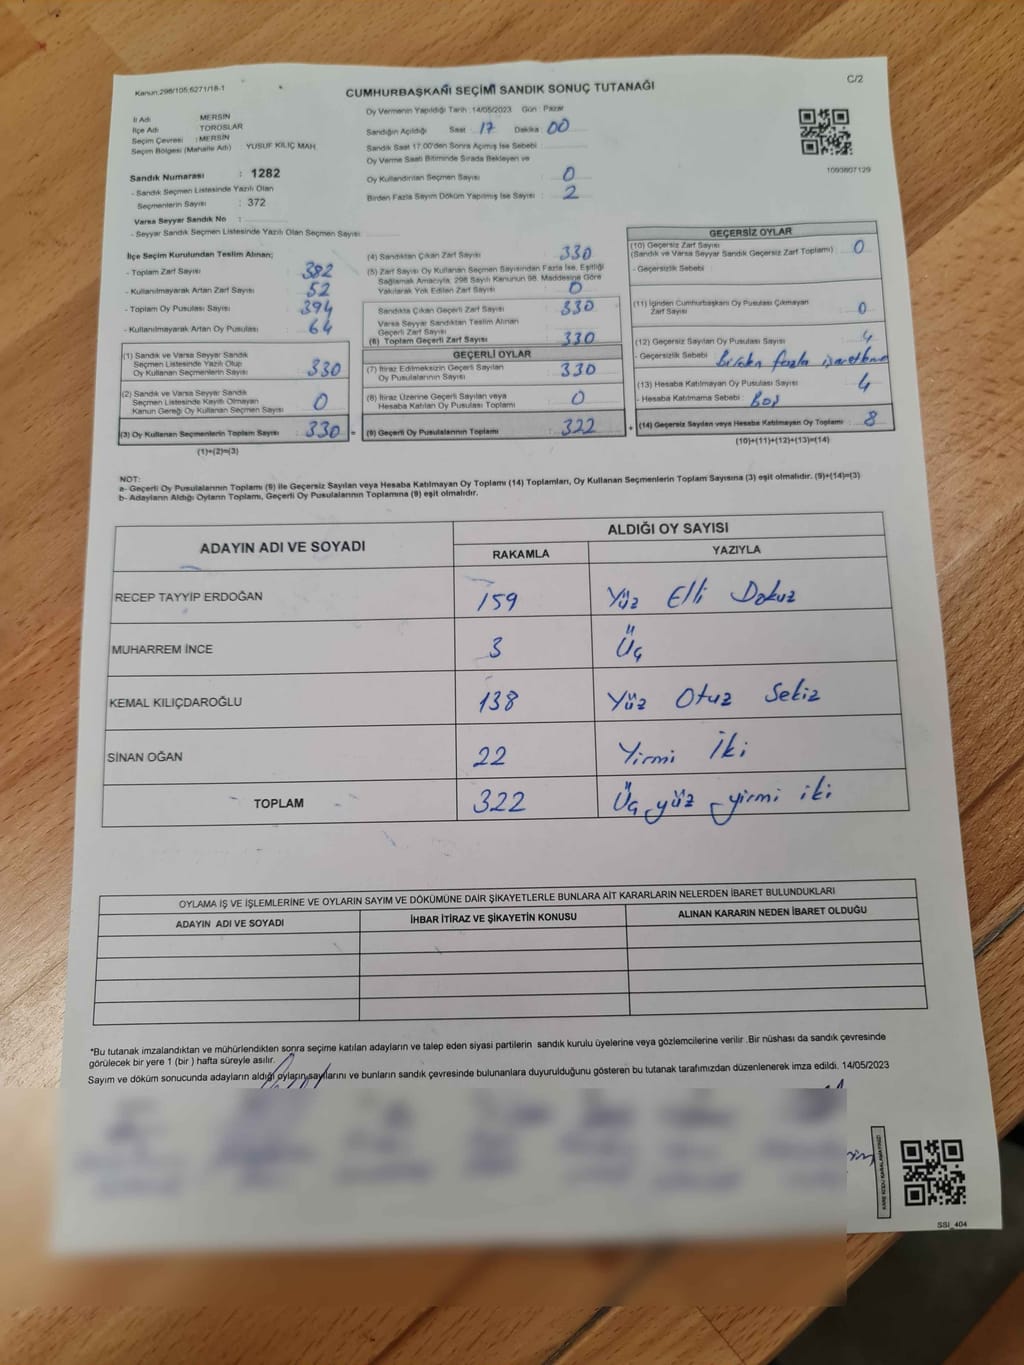 Kanun:298/105;6271/18-1
C/2
CUMHURBAŞKANI SEÇİMİ SANDIK SONUÇ TUTANAĞI
İl Adı MERSİN
İlçe Adı TOROSLAR
Seçim Çevresi : MERSİN
Seçim Bölgesi (Mahalle Adı) YUSUF KILIÇ MAH.
Sandık Numarası : 1282
- Sandık Seçmen Listesinde Yazılı Olan
Seçmenlerin Sayısı : 372
Varsa Seyyar Sandık No :
- Seyyar Sandık Seçmen Listesinde Yazılı Olan Seçmen Sayısı:
Oy Vermenin Yapıldığı Tarih :14/05/2023 Gün : Pazar
Sandığın Açıldığı Saat 17 Dakika : 00
Sandık Saat 17.00'den Sonra Açılmış İse Sebebi :
Oy Verme Saati Bitiminde Sırada Bekleyen ve
Oy Kullandırılan Seçmen Sayısı : 0
Birden Fazla Sayım Döküm Yapılmış İse Sayısı : 2
1093807129
İlçe Seçim Kurulundan Teslim Alınan;
- Toplam Zarf Sayısı 382
- Kullanılmayarak Artan Zarf Sayısı 52
- Toplam Oy Pusulası 394
- Kullanılmayarak Artan Oy Pusulası 64
(1) Sandık ve Varsa Seyyar Sandık
Seçmen Listesinde Yazılı Olup
Oy Kullanan Seçmenlerin Sayısı 330
(2) Sandık ve Varsa Seyyar Sandık
Seçmen Listesinde Kayıtlı Olmayan
Kanun Gereği Oy Kullanan Seçmen Sayısı 0
(3) Oy Kullanan Seçmenlerin Toplam Sayısı 330 =
(1)+(2)=(3)
(4) Sandıktan Çıkan Zarf Sayısı 330
(5) Zarf Sayısı Oy Kullanan Seçmen Sayısından Fazla İse, Eşitliği
Sağlamak Amacıyla, 298 Sayılı Kanunun 98. Maddesine Göre
Yakılarak Yok Edilen Zarf Sayısı 0
Sandıkta Çıkan Geçerli Zarf Sayısı : 330
Varsa Seyyar Sandıktan Teslim Alınan
Geçerli Zarf Sayısı
(6) Toplam Geçerli Zarf Sayısı : 330
GEÇERLİ OYLAR
(7) İtiraz Edilmeksizin Geçerli Sayılan
Oy Pusulalarının Sayısı : 330
(8) İtiraz Üzerine Geçerli Sayılan veya
Hesaba Katılan Oy Pusulası Toplamı : 0
(9) Geçerli Oy Pusulalarının Toplamı : 322 +
GEÇERSİZ OYLAR
(10) Geçersiz Zarf Sayısı
(Sandık ve Varsa Seyyar Sandık Geçersiz Zarf Toplamı) : 0
- Geçersizlik Sebebi
(11) İçinden Cumhurbaşkanı Oy Pusulası Çıkmayan
Zarf Sayısı : 0
(12) Geçersiz Sayılan Oy Pusulası Sayısı : 4
- Geçersizlik Sebebi : Birden fazla işaretleme
(13) Hesaba Katılmayan Oy Pusulası Sayısı : 4
- Hesaba Katılmama Sebebi : Boş
(14) Geçersiz Sayılan veya Hesaba Katılmayan Oy Toplamı : 8
(10)+(11)+(12)+(13)=(14)
NOT:
a- Geçerli Oy Pusulalarının Toplamı (9) ile Geçersiz Sayılan veya Hesaba Katılmayan Oy Toplamı (14) Toplamları, Oy Kullanan Seçmenlerin Toplam Sayısına (3) eşit olmalıdır. (9)+(14)=(3)
b- Adayların Aldığı Oyların Toplamı, Geçerli Oy Pusulalarının Toplamına (9) eşit olmalıdır.
ADAYIN ADI VE SOYADI
ALDIĞI OY SAYISI
RAKAMLA YAZIYLA
RECEP TAYYİP ERDOĞAN 159 Yüz Elli Dokuz
MUHARREM İNCE 3 Üç
KEMAL KILIÇDAROĞLU 138 Yüz Otuz Sekiz
SİNAN OĞAN 22 Yirmi İki
TOPLAM 322 Üç yüz yirmi iki
OYLAMA İŞ VE İŞLEMLERİNE VE OYLARIN SAYIM VE DÖKÜMÜNE DAİR ŞİKAYETLERLE BUNLARA AİT KARARLARIN NELERDEN İBARET BULUNDUKLARI
ADAYIN ADI VE SOYADI İHBAR İTİRAZ VE ŞİKAYETİN KONUSU ALINAN KARARIN NEDEN İBARET OLDUĞU
*Bu tutanak imzalandıktan ve mühürlendikten sonra seçime katılan adayların ve talep eden siyasi partilerin sandık kurulu üyelerine veya gözlemcilerine verilir .Bir nüshası da sandık çevresinde
görülecek bir yere 1 (bir ) hafta süreyle asılır.
Sayım ve döküm sonucunda adayların aldığı oyların sayılarını ve bunların sandık çevresinde bulunanlara duyurulduğunu gösteren bu tutanak tarafımızdan düzenlenerek imza edildi. 14/05/2023
SSI_404